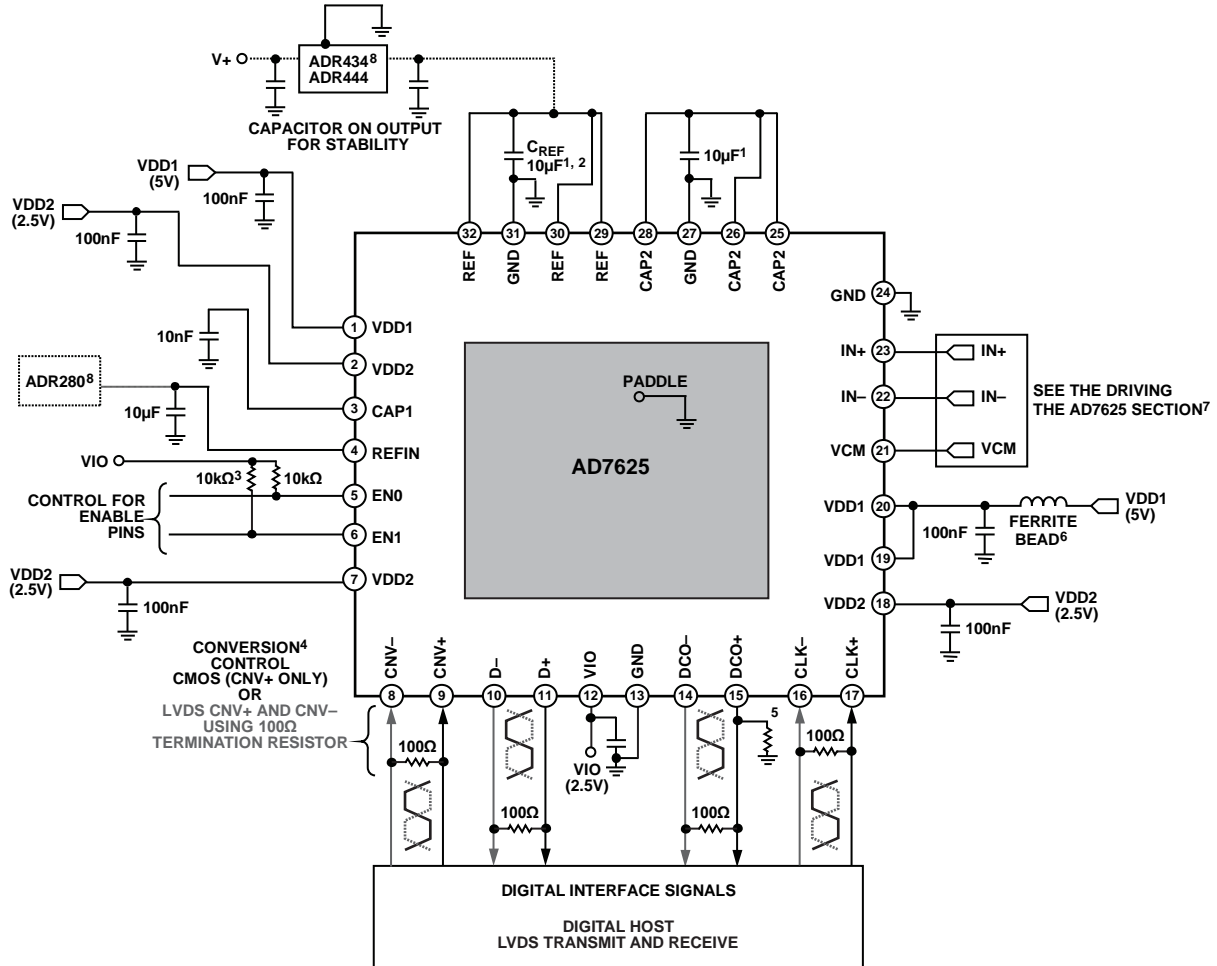 V+
ADR434⁸
ADR444
CAPACITOR ON OUTPUT
FOR STABILITY
VDD1
(5V)
100nF
VDD2
(2.5V)
100nF
C_REF
10µF¹, ²
10µF¹
32
31
30
29
28
27
26
25
REF
GND
REF
REF
CAP2
GND
CAP2
CAP2
10nF
ADR280⁸
10µF
VIO
10kΩ³
10kΩ
CONTROL FOR
ENABLE
PINS
VDD2
(2.5V)
100nF
1
VDD1
2
VDD2
3
CAP1
4
REFIN
5
EN0
6
EN1
7
VDD2
PADDLE
AD7625
GND
24
IN+
23
IN–
22
VCM
21
VDD1
20
VDD1
19
VDD2
18
IN+
IN–
VCM
SEE THE DRIVING
THE AD7625 SECTION⁷
100nF
FERRITE
BEAD⁶
VDD1
(5V)
100nF
VDD2
(2.5V)
CONVERSION⁴
CONTROL
CMOS (CNV+ ONLY)
OR
LVDS CNV+ AND CNV–
USING 100Ω
TERMINATION RESISTOR
CNV-
CNV+
D–
D+
VIO
GND
DCO-
DCO+
CLK-
CLK+
8
9
10
11
12
13
14
15
16
17
100Ω
100Ω
VIO
(2.5V)
100Ω
5
100Ω
DIGITAL INTERFACE SIGNALS
DIGITAL HOST
LVDS TRANSMIT AND RECEIVE